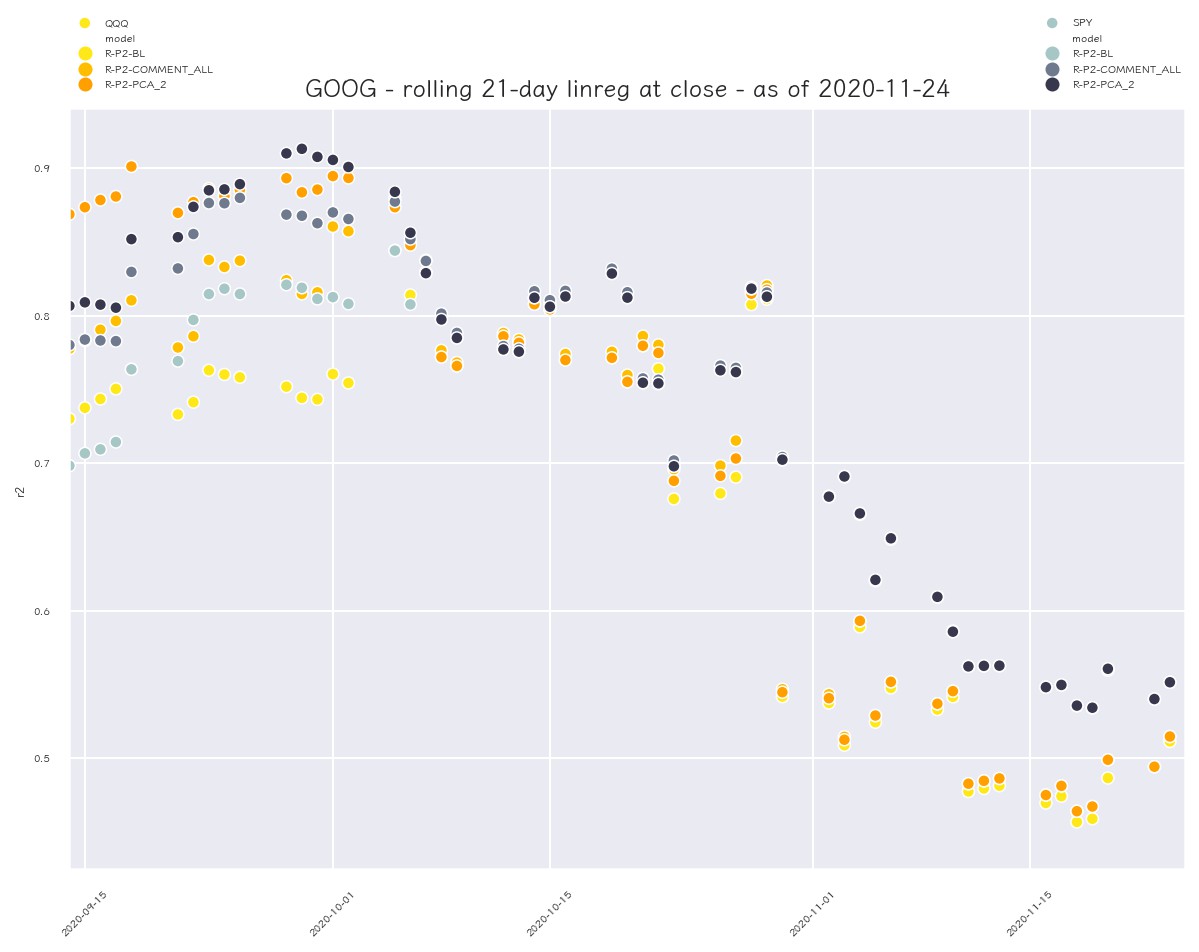 QQQ
model
R-P2-BL
R-P2-COMMENT_ALL
R-P2-PCA_2
SPY
model
R-P2-BL
R-P2-COMMENT_ALL
R-P2-PCA_2
GOOG - rolling 21-day linreg at close - as of 2020-11-24
0.9
0.8
0.7
0.6
0.5
r2
2020-09-15
2020-10-01
2020-10-15
2020-11-01
2020-11-15